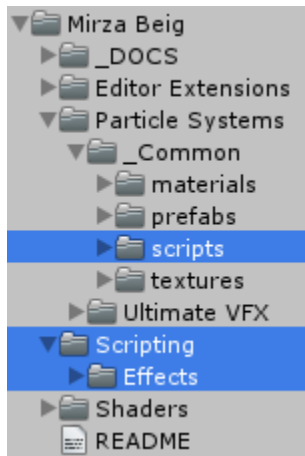 Mirza Beig
_DOCS
Editor Extensions
Particle Systems
_Common
materials
prefabs
scripts
textures
Ultimate VFX
Scripting
Effects
Shaders
README